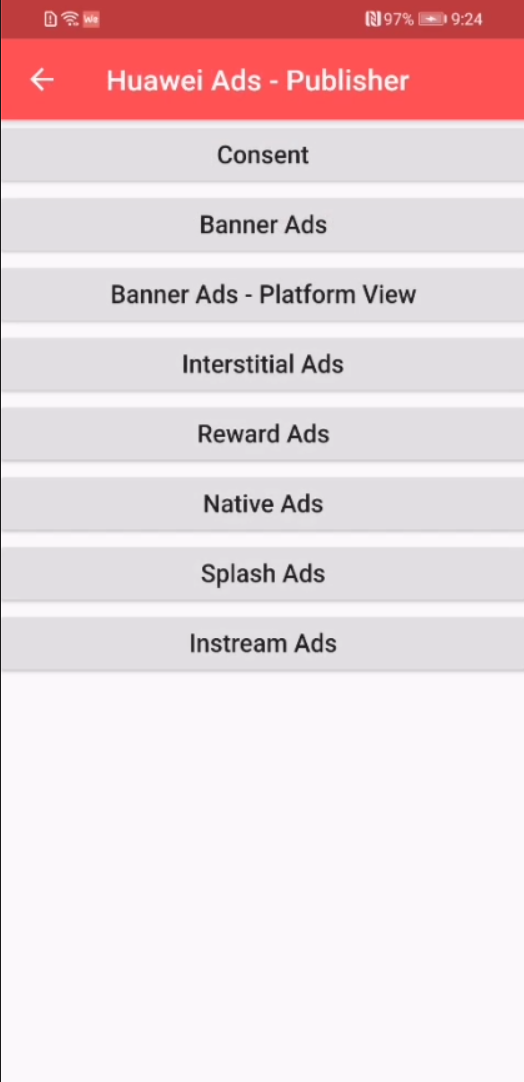 We 97% 9:24
Huawei Ads - Publisher
Consent
Banner Ads
Banner Ads - Platform View
Interstitial Ads
Reward Ads
Native Ads
Splash Ads
Instream Ads